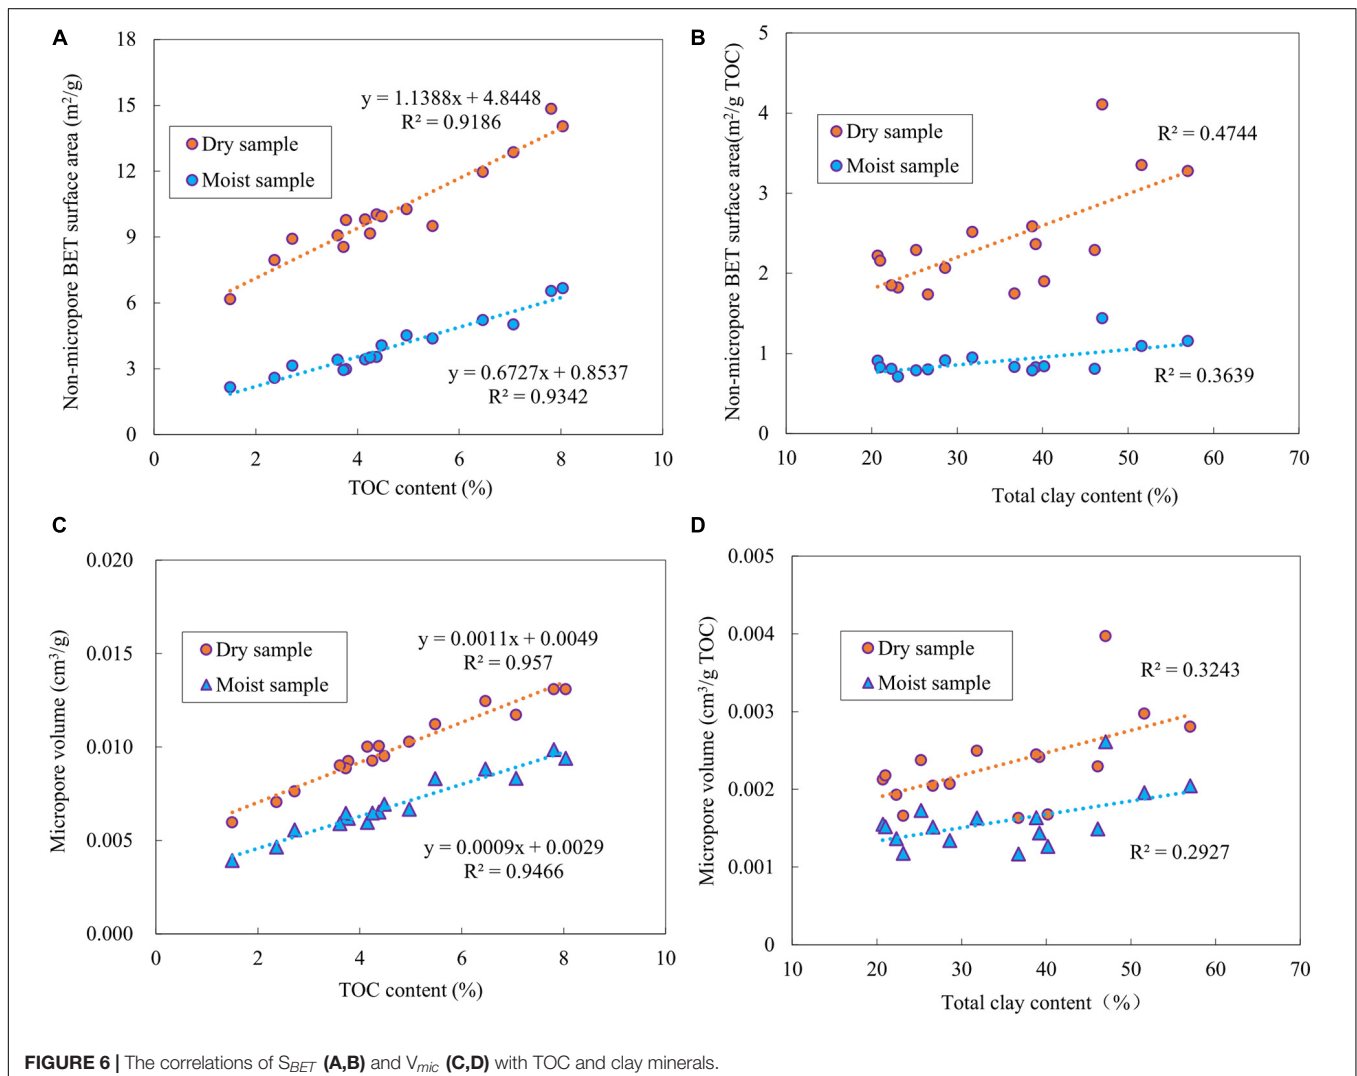 A
18
15
12
9
6
3
0
Non-micropore BET surface area (m²/g)
y = 1.1388x + 4.8448
R² = 0.9186
Dry sample
Moist sample
y = 0.6727x + 0.8537
R² = 0.9342
0 2 4 6 8 10
TOC content (%)
B
5
4
3
2
1
0
Non-micropore BET surface area(m²/g TOC)
Dry sample
Moist sample
R² = 0.4744
R² = 0.3639
10 20 30 40 50 60 70
Total clay content (%)
C
0.020
0.015
0.010
0.005
0.000
Micropore volume (cm³/g)
Dry sample
Moist sample
y = 0.0011x + 0.0049
R² = 0.957
y = 0.0009x + 0.0029
R² = 0.9466
0 2 4 6 8 10
TOC content (%)
D
0.005
0.004
0.003
0.002
0.001
0
Micropore volume (cm³/g TOC)
Dry sample
Moist sample
R² = 0.3243
R² = 0.2927
10 20 30 40 50 60 70
Total clay content（%）
FIGURE 6 | The correlations of S_BET (A,B) and V_mic (C,D) with TOC and clay minerals.